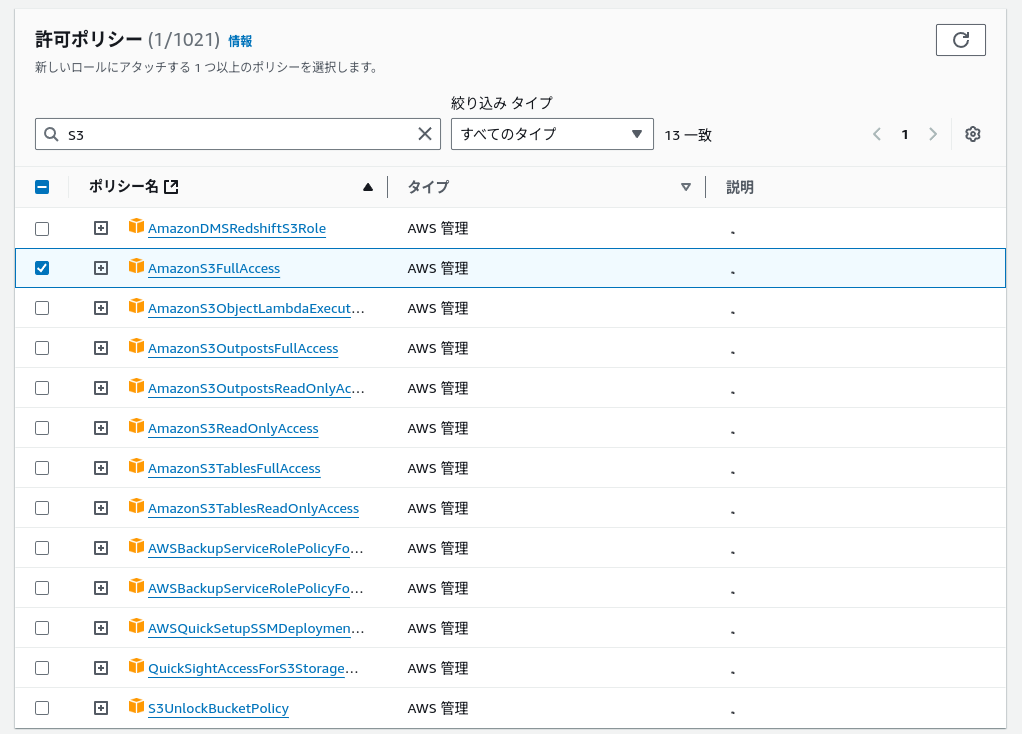 許可ポリシー (1/1021) 情報
新しいロールにアタッチする 1 つ以上のポリシーを選択します。
絞り込み タイプ
S3 すべてのタイプ 13 一致 1
ポリシー名 タイプ 説明
AmazonDMSRedshiftS3Role AWS 管理 -
AmazonS3FullAccess AWS 管理 -
AmazonS3ObjectLambdaExecut... AWS 管理 -
AmazonS3OutpostsFullAccess AWS 管理 -
AmazonS3OutpostsReadOnlyAc... AWS 管理 -
AmazonS3ReadOnlyAccess AWS 管理 -
AmazonS3TablesFullAccess AWS 管理 -
AmazonS3TablesReadOnlyAccess AWS 管理 -
AWSBackupServiceRolePolicyFo... AWS 管理 -
AWSBackupServiceRolePolicyFo... AWS 管理 -
AWSQuickSetupSSMDeploymen... AWS 管理 -
QuickSightAccessForS3Storage... AWS 管理 -
S3UnlockBucketPolicy AWS 管理 -